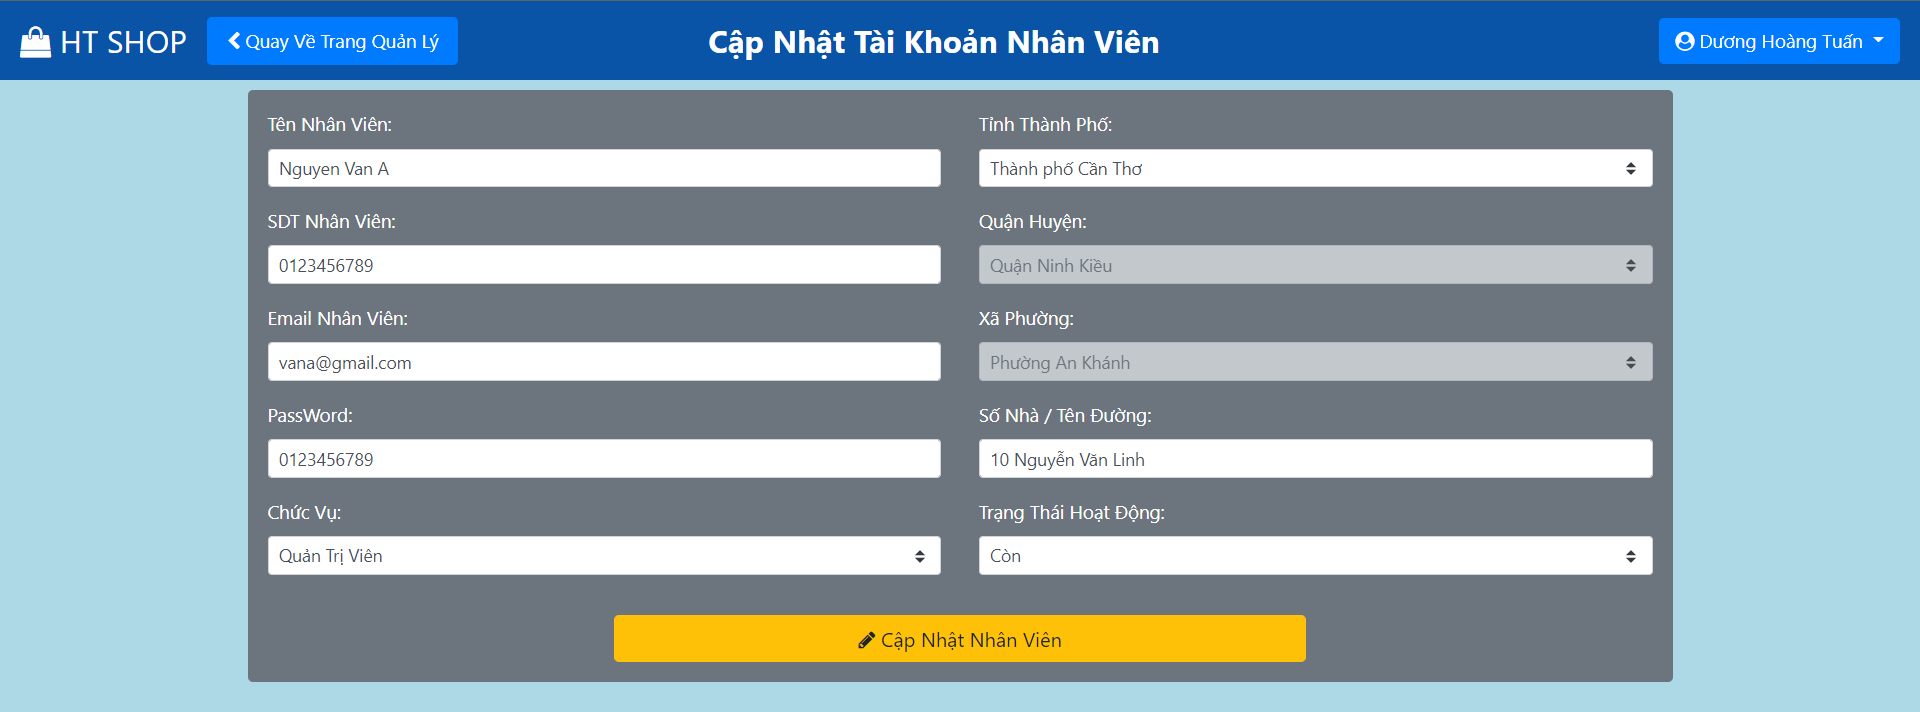 HT SHOP
Quay Về Trang Quản Lý
Cập Nhật Tài Khoản Nhân Viên
Dương Hoàng Tuấn
Tên Nhân Viên:
Nguyen Van A
SDT Nhân Viên:
0123456789
Email Nhân Viên:
vana@gmail.com
PassWord:
0123456789
Chức Vụ:
Quản Trị Viên
Tỉnh Thành Phố:
Thành phố Cần Thơ
Quận Huyện:
Quận Ninh Kiều
Xã Phường:
Phường An Khánh
Số Nhà / Tên Đường:
10 Nguyễn Văn Linh
Trạng Thái Hoạt Động:
Còn
Cập Nhật Nhân Viên